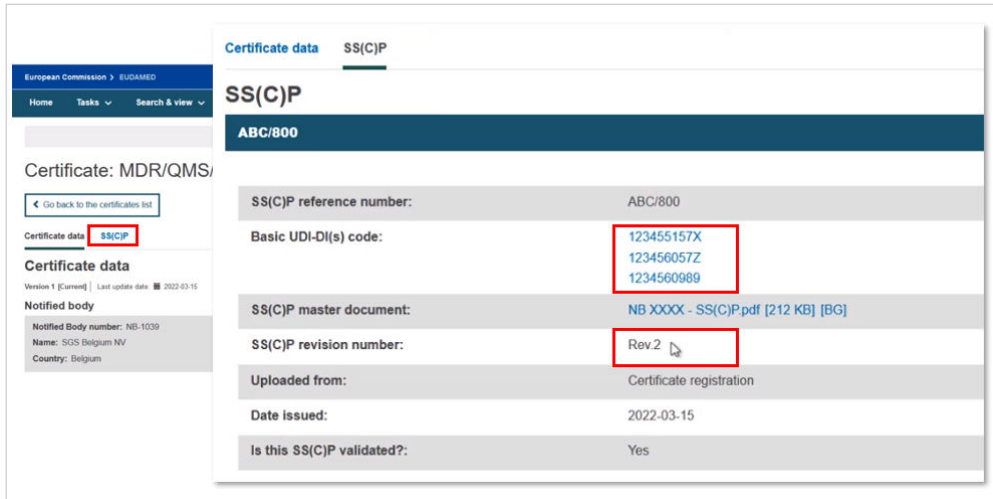 European Commission > EUDAMED
Home Tasks Search & view
Certificate: MDR/QMS/
Go back to the certificates list
Certificate data SS(C)P
Certificate data
Version 1 [Current] Last update date: 2022-03-15
Notified body
Notified Body number: NB-1039
Name: SGS Belgium NV
Country: Belgium
Certificate data SS(C)P
SS(C)P
ABC/800
SS(C)P reference number: ABC/800
Basic UDI-DI(s) code: 123455157X
123456057Z
1234560989
SS(C)P master document: NB XXXX - SS(C)P.pdf [212 KB] [BG]
SS(C)P revision number: Rev.2
Uploaded from: Certificate registration
Date issued: 2022-03-15
Is this SS(C)P validated?: Yes